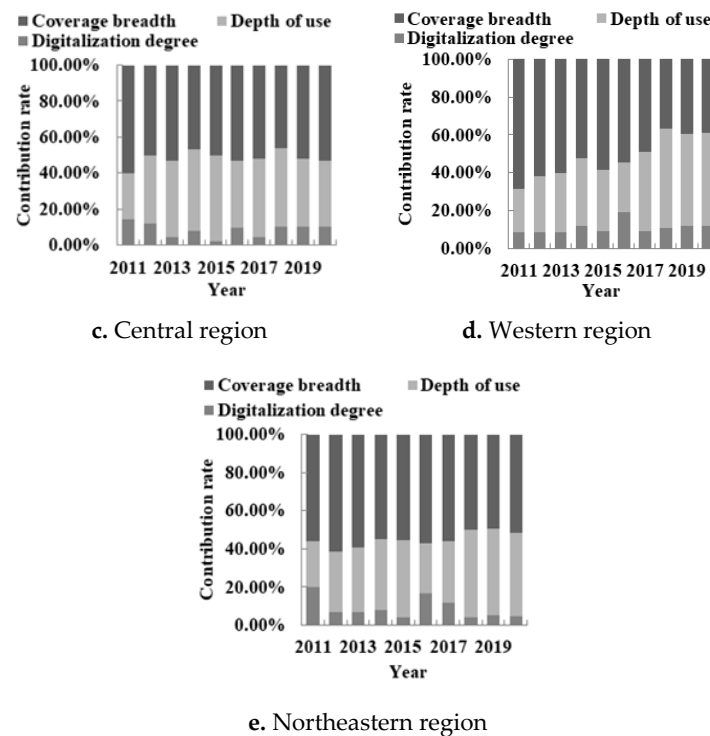 Coverage breadth Depth of use
Digitalization degree
100.00%
80.00%
60.00%
40.00%
20.00%
0.00%
Contribution rate
2011 2013 2015 2017 2019
Year
c. Central region
Coverage breadth Depth of use
Digitalization degree
100.00%
80.00%
60.00%
40.00%
20.00%
0.00%
Contribution rate
2011 2013 2015 2017 2019
Year
d. Western region
Coverage breadth Depth of use
Digitalization degree
100.00%
80.00%
60.00%
40.00%
20.00%
0.00%
Contribution rate
2011 2013 2015 2017 2019
Year
e. Northeastern region